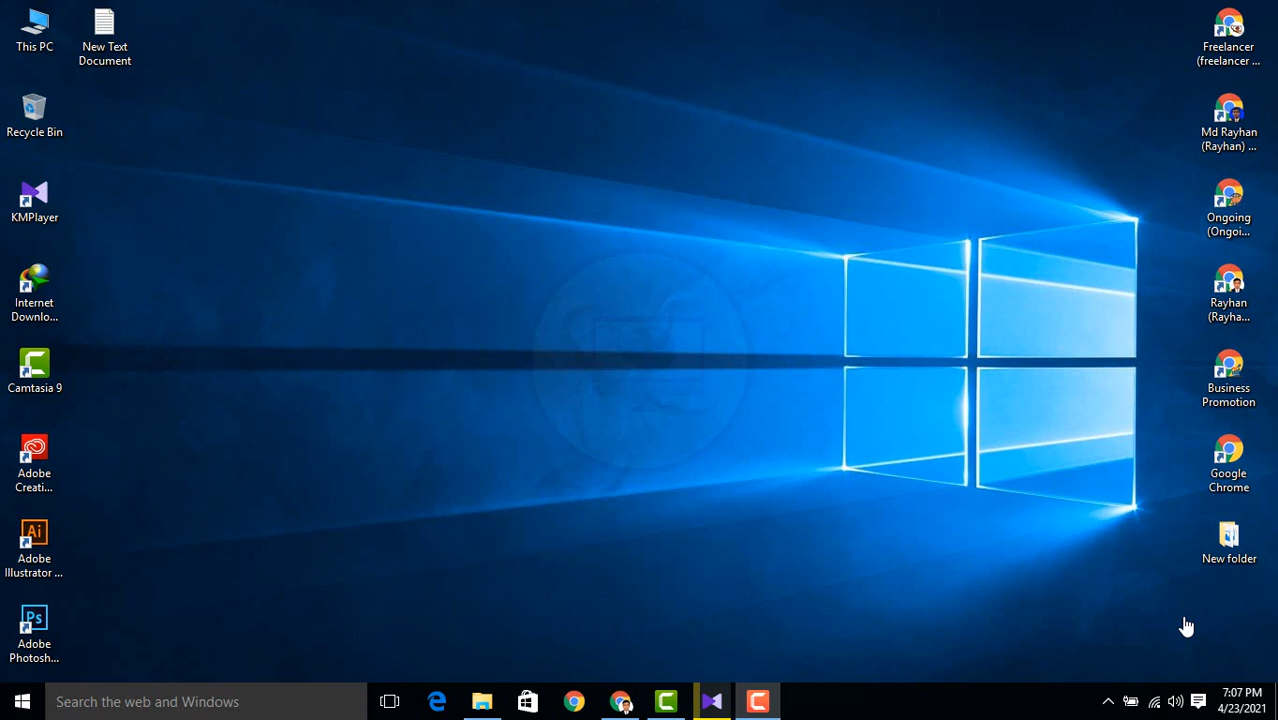 This PC
New Text
Document
Recycle Bin
KMPlayer
Internet
Downlo...
Camtasia 9
Adobe
Creati...
Ai
Adobe
Illustrator ...
Ps
Adobe
Photosh...
Freelancer
(freelancer ...
Md Rayhan
(Rayhan) ...
Ongoing
(Ongoi...
Rayhan
(Rayha...
Business
Promotion
Google
Chrome
New folder
Search the web and Windows
7:07 PM
4/23/2021